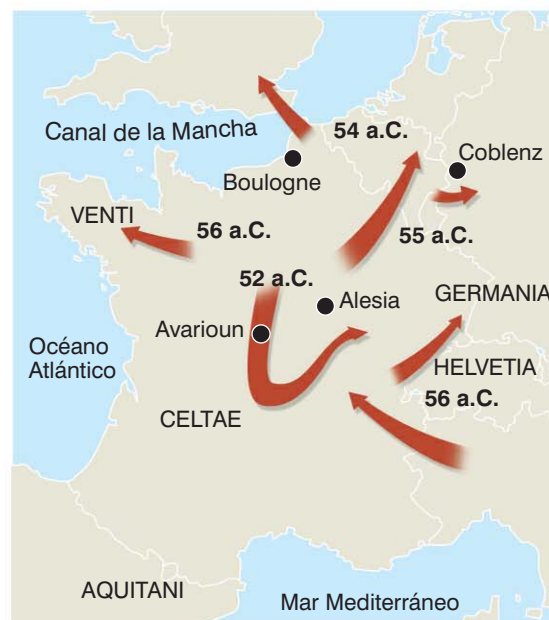 Canal de la Mancha
54 a.C.
Coblenz
Boulogne
VENTI
56 a.C.
55 a.C.
52 a.C.
Alesia
GERMANIA
Avarioun
Océano
Atlántico
HELVETIA
56 a.C.
CELTAE
AQUITANI
Mar Mediterráneo